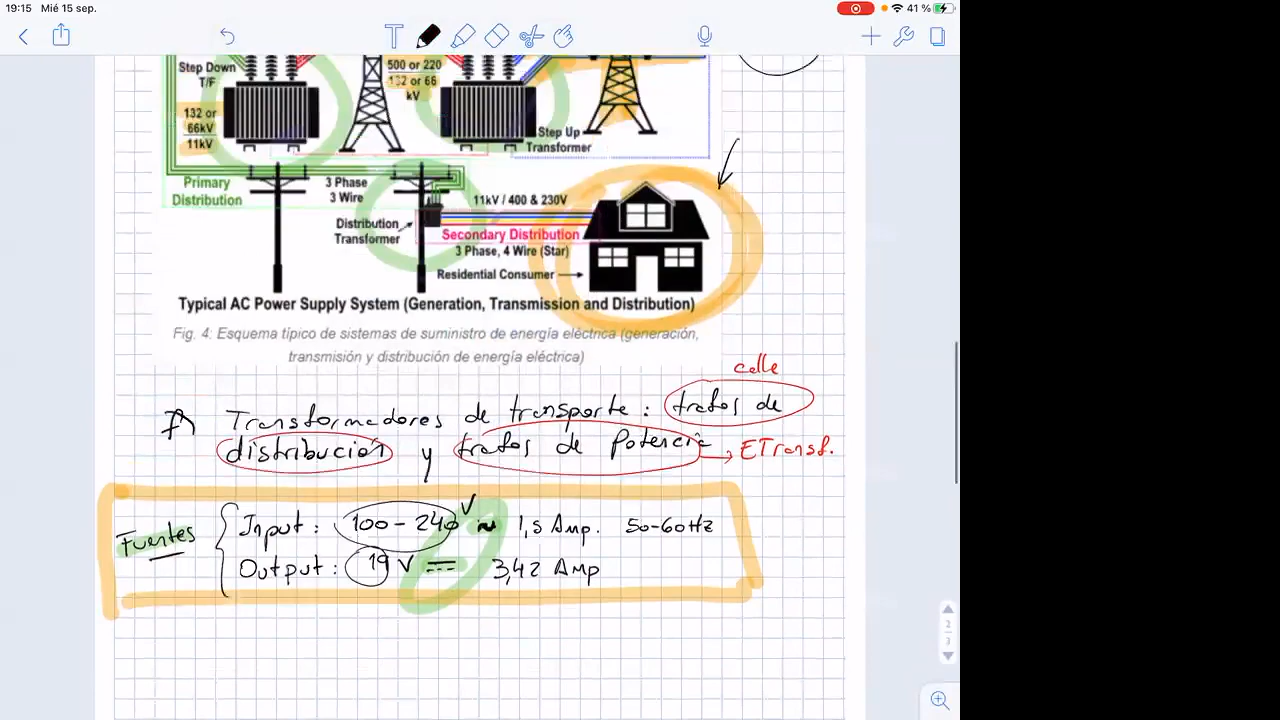 19:15 Mié 15 sep.
41 %
Step Down
T/F
132 or
66kV
11kV
500 or 220
132 or 66
kV
Step Up
Transformer
Primary
Distribution
3 Phase
3 Wire
11kV / 400 & 230V
Distribution
Transformer
Secondary Distribution
3 Phase, 4 Wire (Star)
Residential Consumer
Typical AC Power Supply System (Generation, Transmission and Distribution)
Fig. 4: Esquema típico de sistemas de suministro de energía eléctrica (generación,
transmisión y distribución de energía eléctrica)
calle
Transformadores de transporte: trafos de
distribución y trafos de Potencia → ETransf.
Fuentes
Input: 100-240V ~ 1,5 Amp. 50-60Hz
Output: 19 V 3,42 Amp
2
3